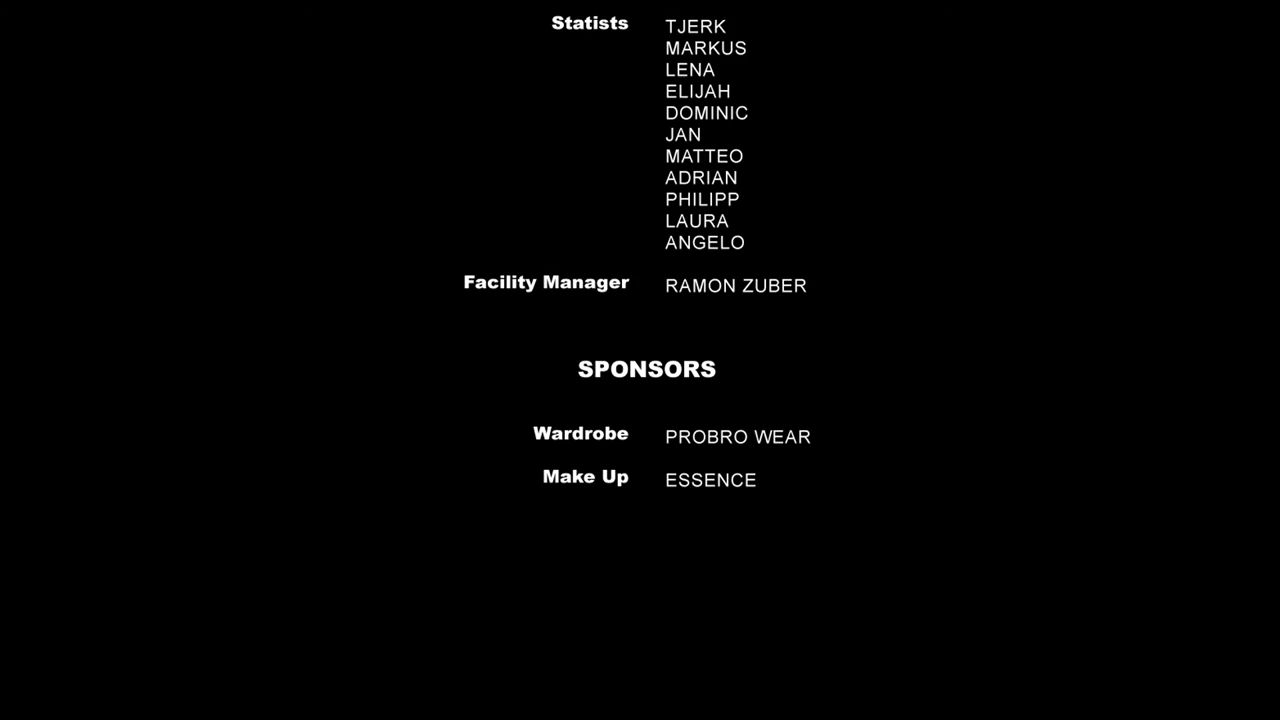 Statists TJERK
MARKUS
LENA
ELIJAH
DOMINIC
JAN
MATTEO
ADRIAN
PHILIPP
LAURA
ANGELO
Facility Manager RAMON ZUBER
SPONSORS
Wardrobe PROBRO WEAR
Make Up ESSENCE